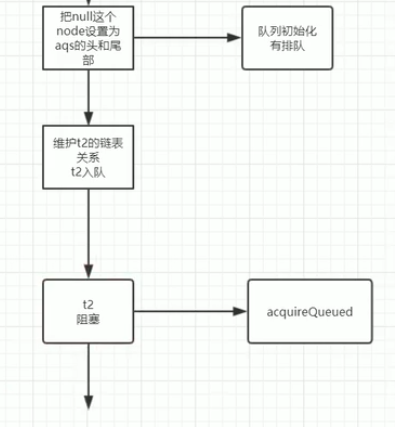 把null这个
node设置为
aqs的头和尾
部
队列初始化
有排队
维护t2的链表
关系
t2入队
t2
阻塞
acquireQueued